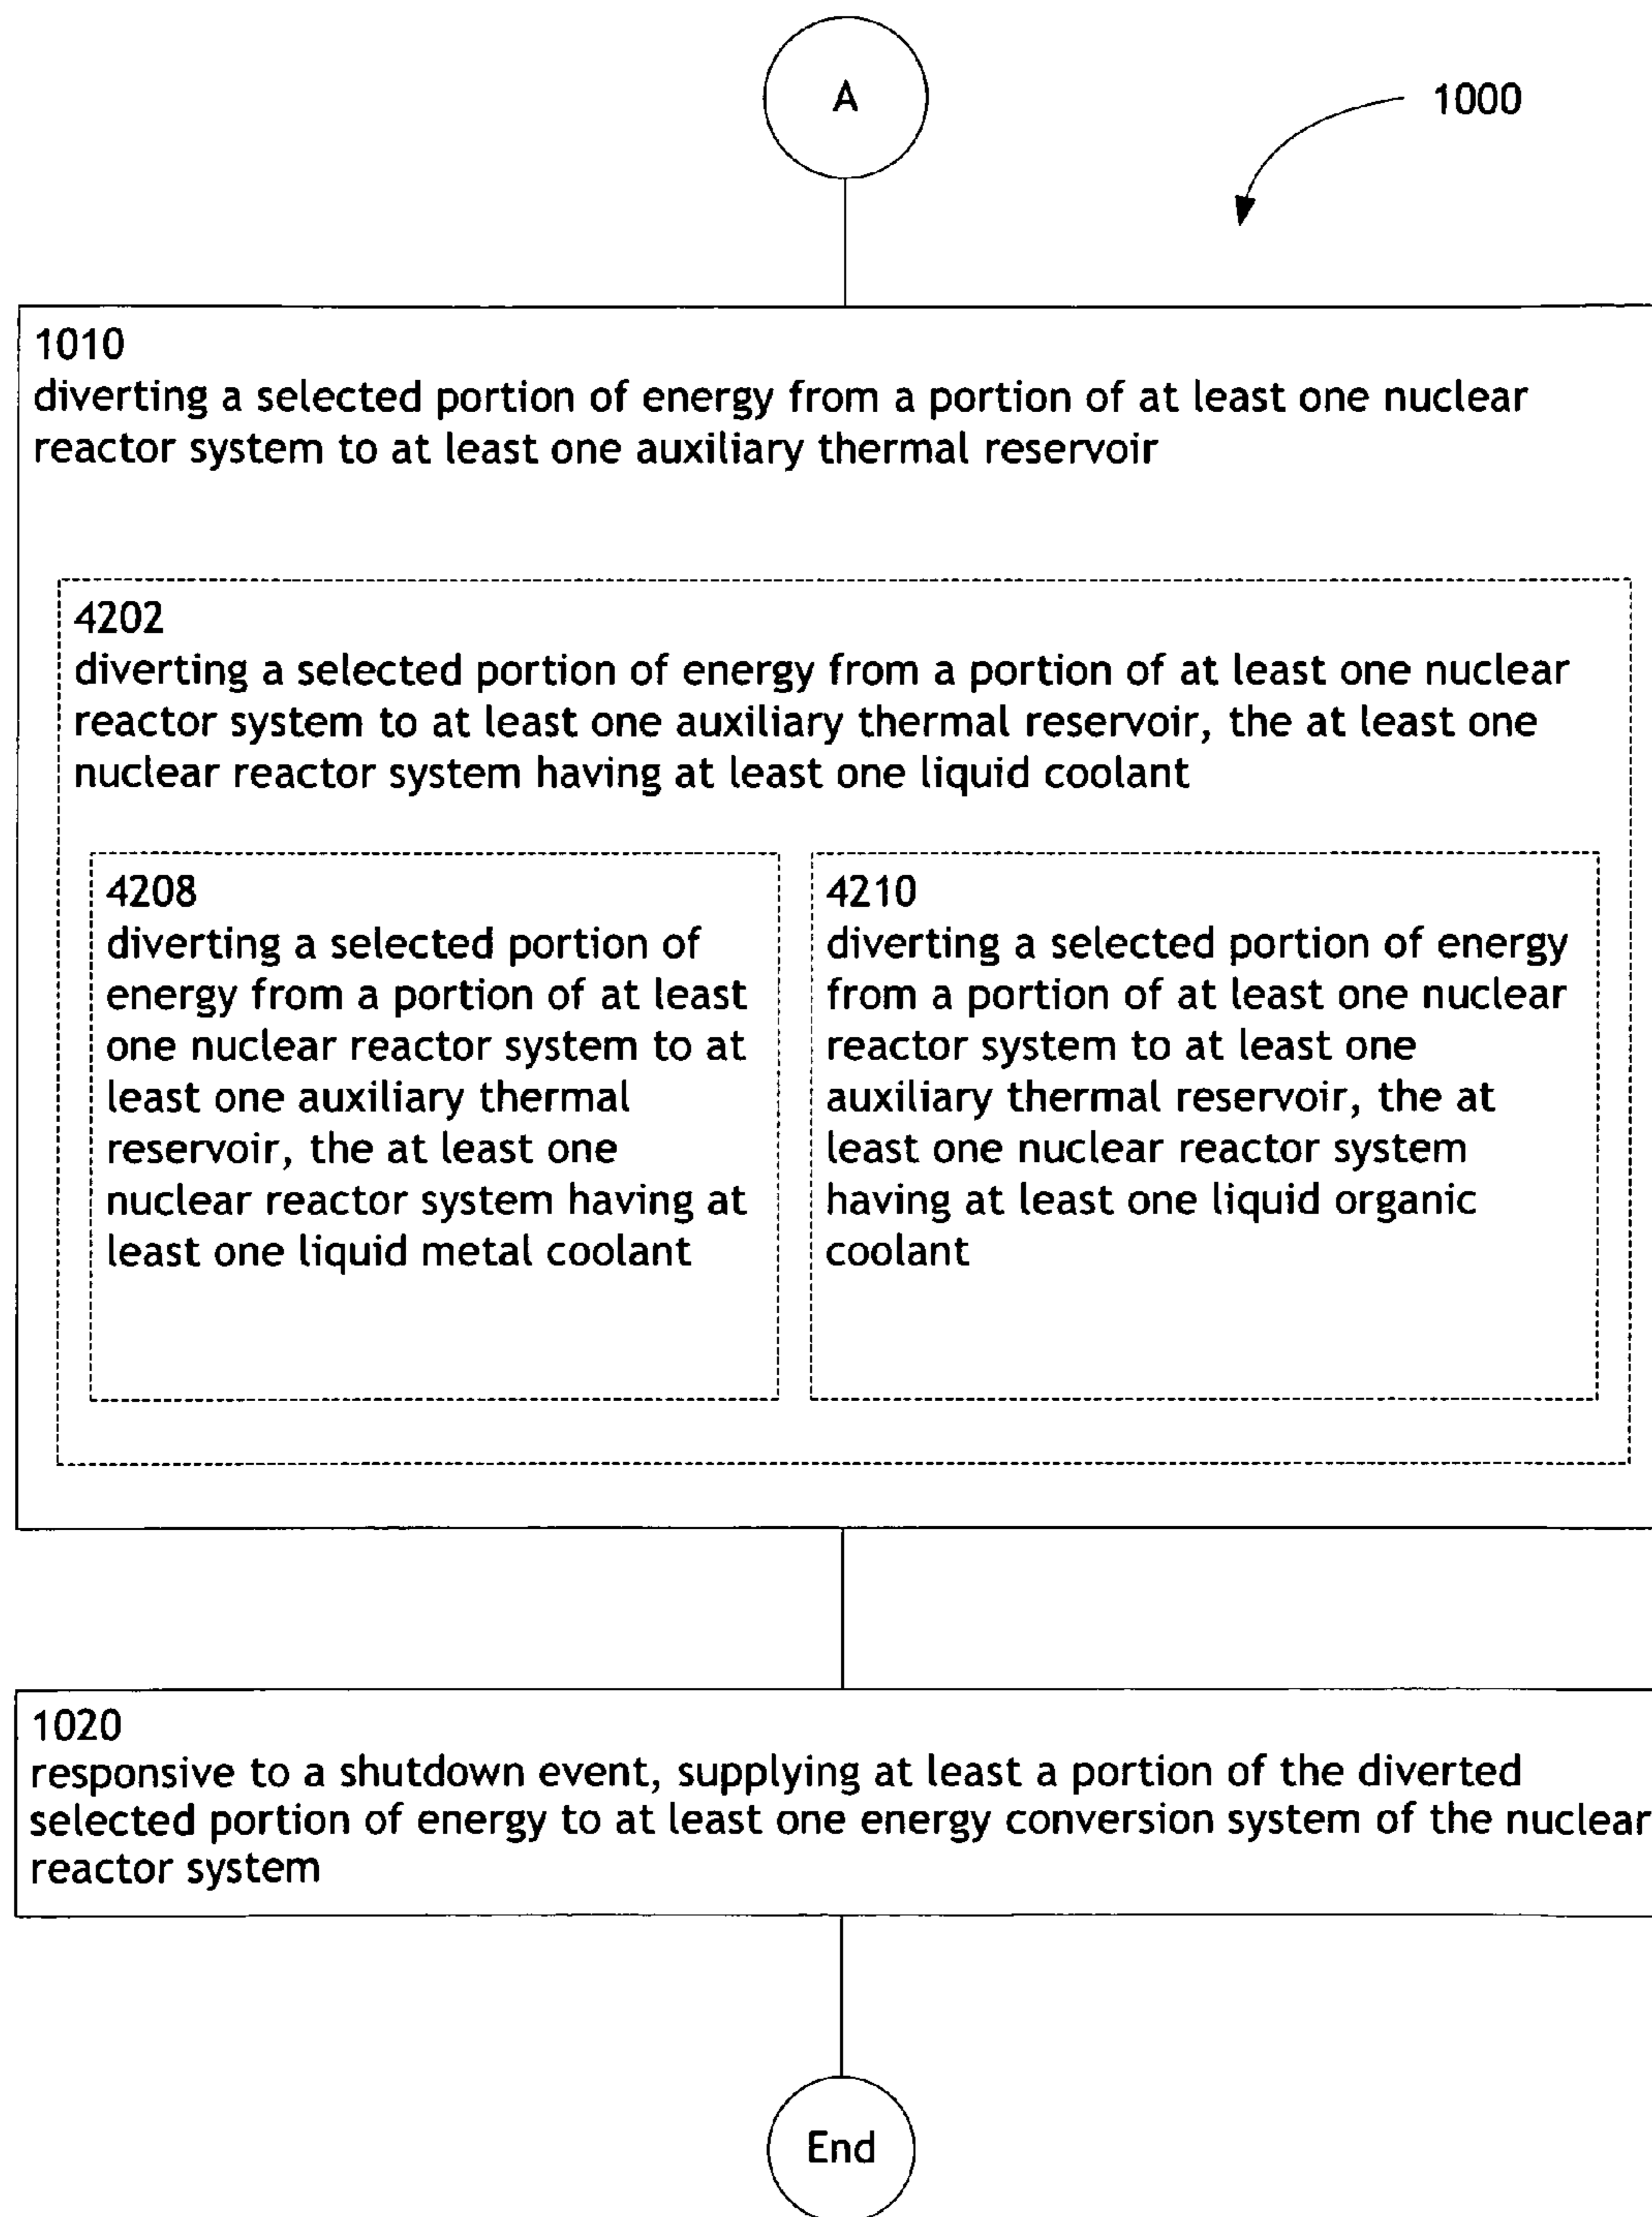 A
1000
1010
diverting a selected portion of energy from a portion of at least one nuclear
reactor system to at least one auxiliary thermal reservoir
4202
diverting a selected portion of energy from a portion of at least one nuclear
reactor system to at least one auxiliary thermal reservoir, the at least one
nuclear reactor system having at least one liquid coolant
4208
diverting a selected portion of
energy from a portion of at least
one nuclear reactor system to at
least one auxiliary thermal
reservoir, the at least one
nuclear reactor system having at
least one liquid metal coolant
4210
diverting a selected portion of energy
from a portion of at least one nuclear
reactor system to at least one
auxiliary thermal reservoir, the at
least one nuclear reactor system
having at least one liquid organic
coolant
1020
responsive to a shutdown event, supplying at least a portion of the diverted
selected portion of energy to at least one energy conversion system of the nuclear
reactor system
End